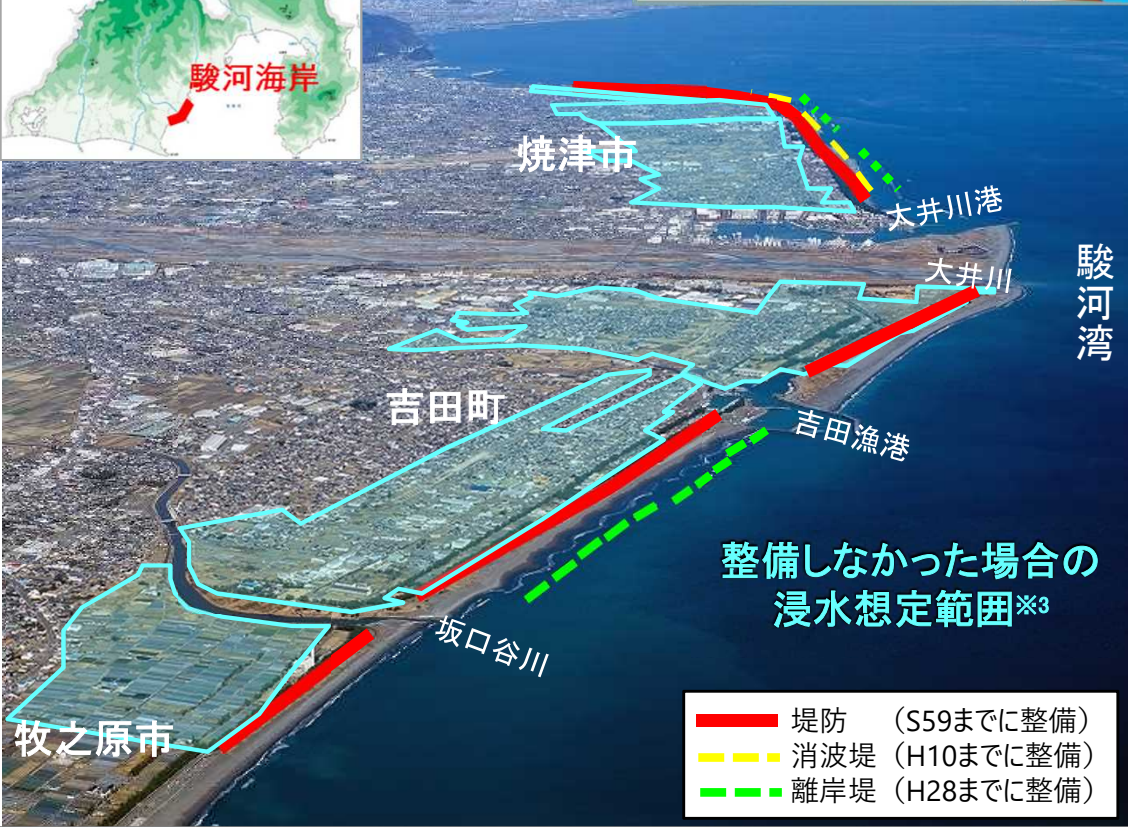 駿河海岸
焼津市
大井川港
大井川
駿河湾
吉田町
吉田漁港
整備しなかった場合の
浸水想定範囲※3
坂口谷川
牧之原市
堤防 （S59までに整備）
消波堤（H10までに整備）
離岸堤（H28までに整備）